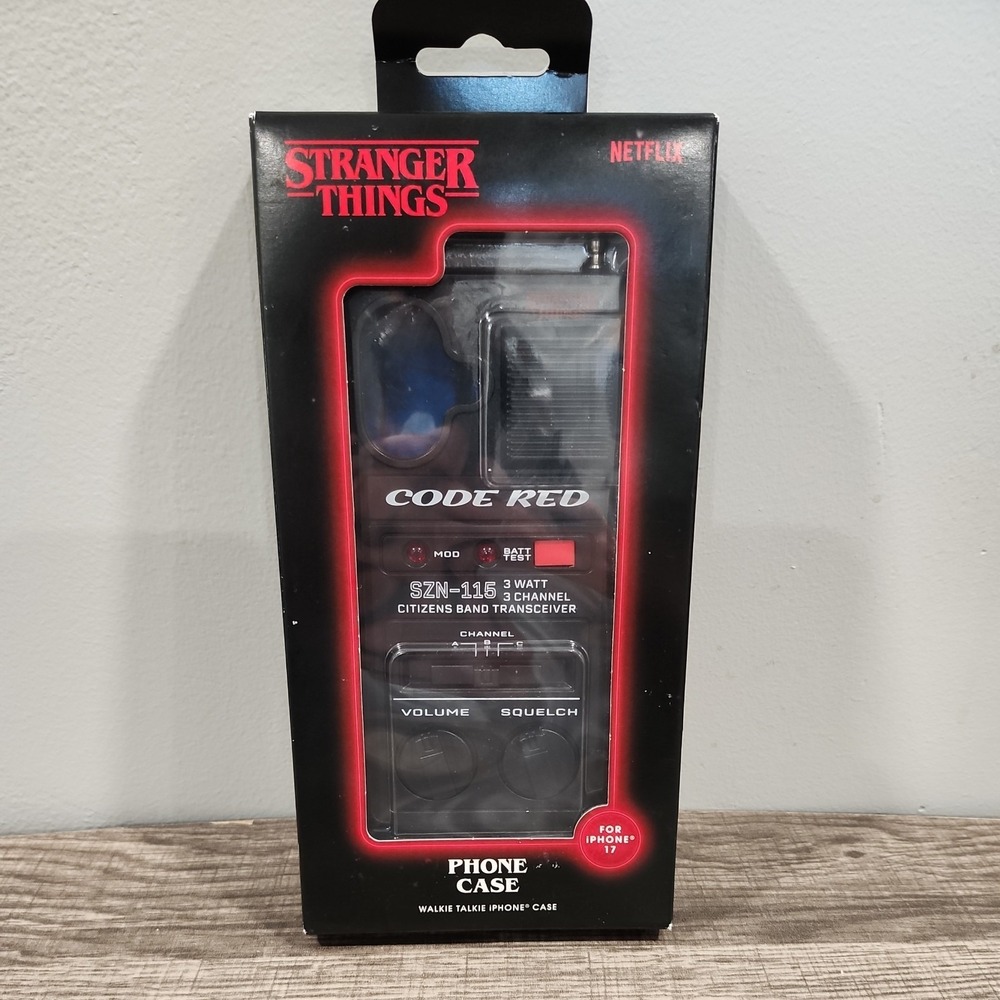 STRANGER
THINGS
NETFLIX
CODE RED
MOD
BATT
TEST
SZN-115
3 WATT
3 CHANNEL
CITIZENS BAND TRANSCEIVER
CHANNEL
A B C
VOLUME SQUELCH
FOR
iPHONE®
17
PHONE
CASE
WALKIE TALKIE iPHONE® CASE